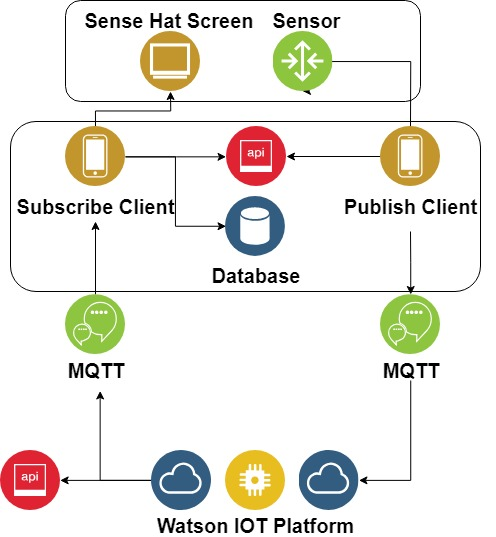 Sense Hat Screen
Sensor
api
Subscribe Client
Publish Client
Database
MQTT
MQTT
api
Watson IOT Platform